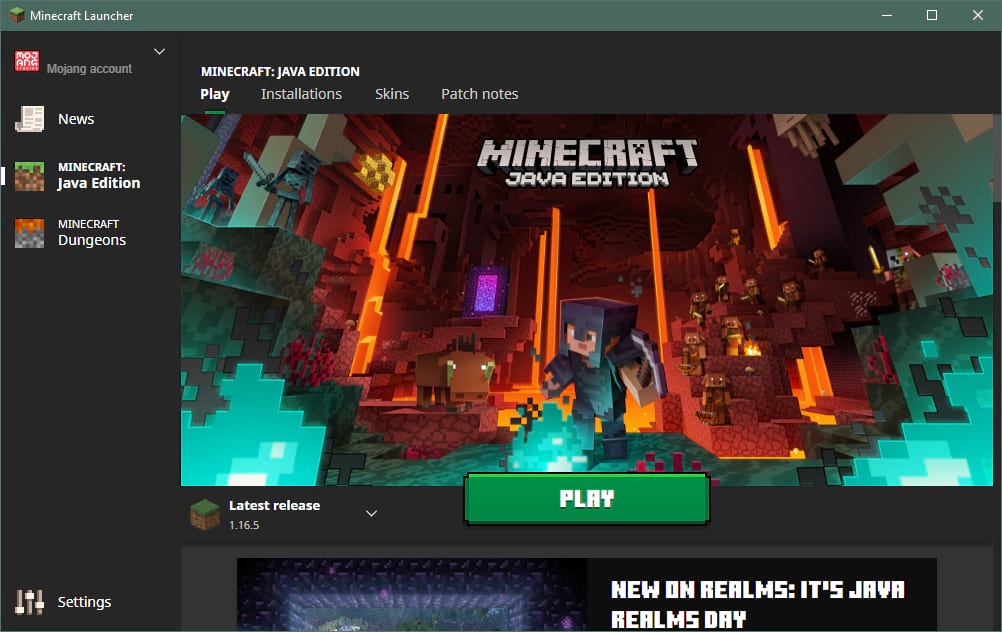 Minecraft Launcher
MOJANG STUDIOS
Mojang account
News
MINECRAFT:
Java Edition
MINECRAFT
Dungeons
Settings
MINECRAFT: JAVA EDITION
Play Installations Skins Patch notes
MINECRAFT
JAVA EDITION
Latest release
1.16.5
PLAY
NEW ON REALMS: IT'S JAVA
REALMS DAY